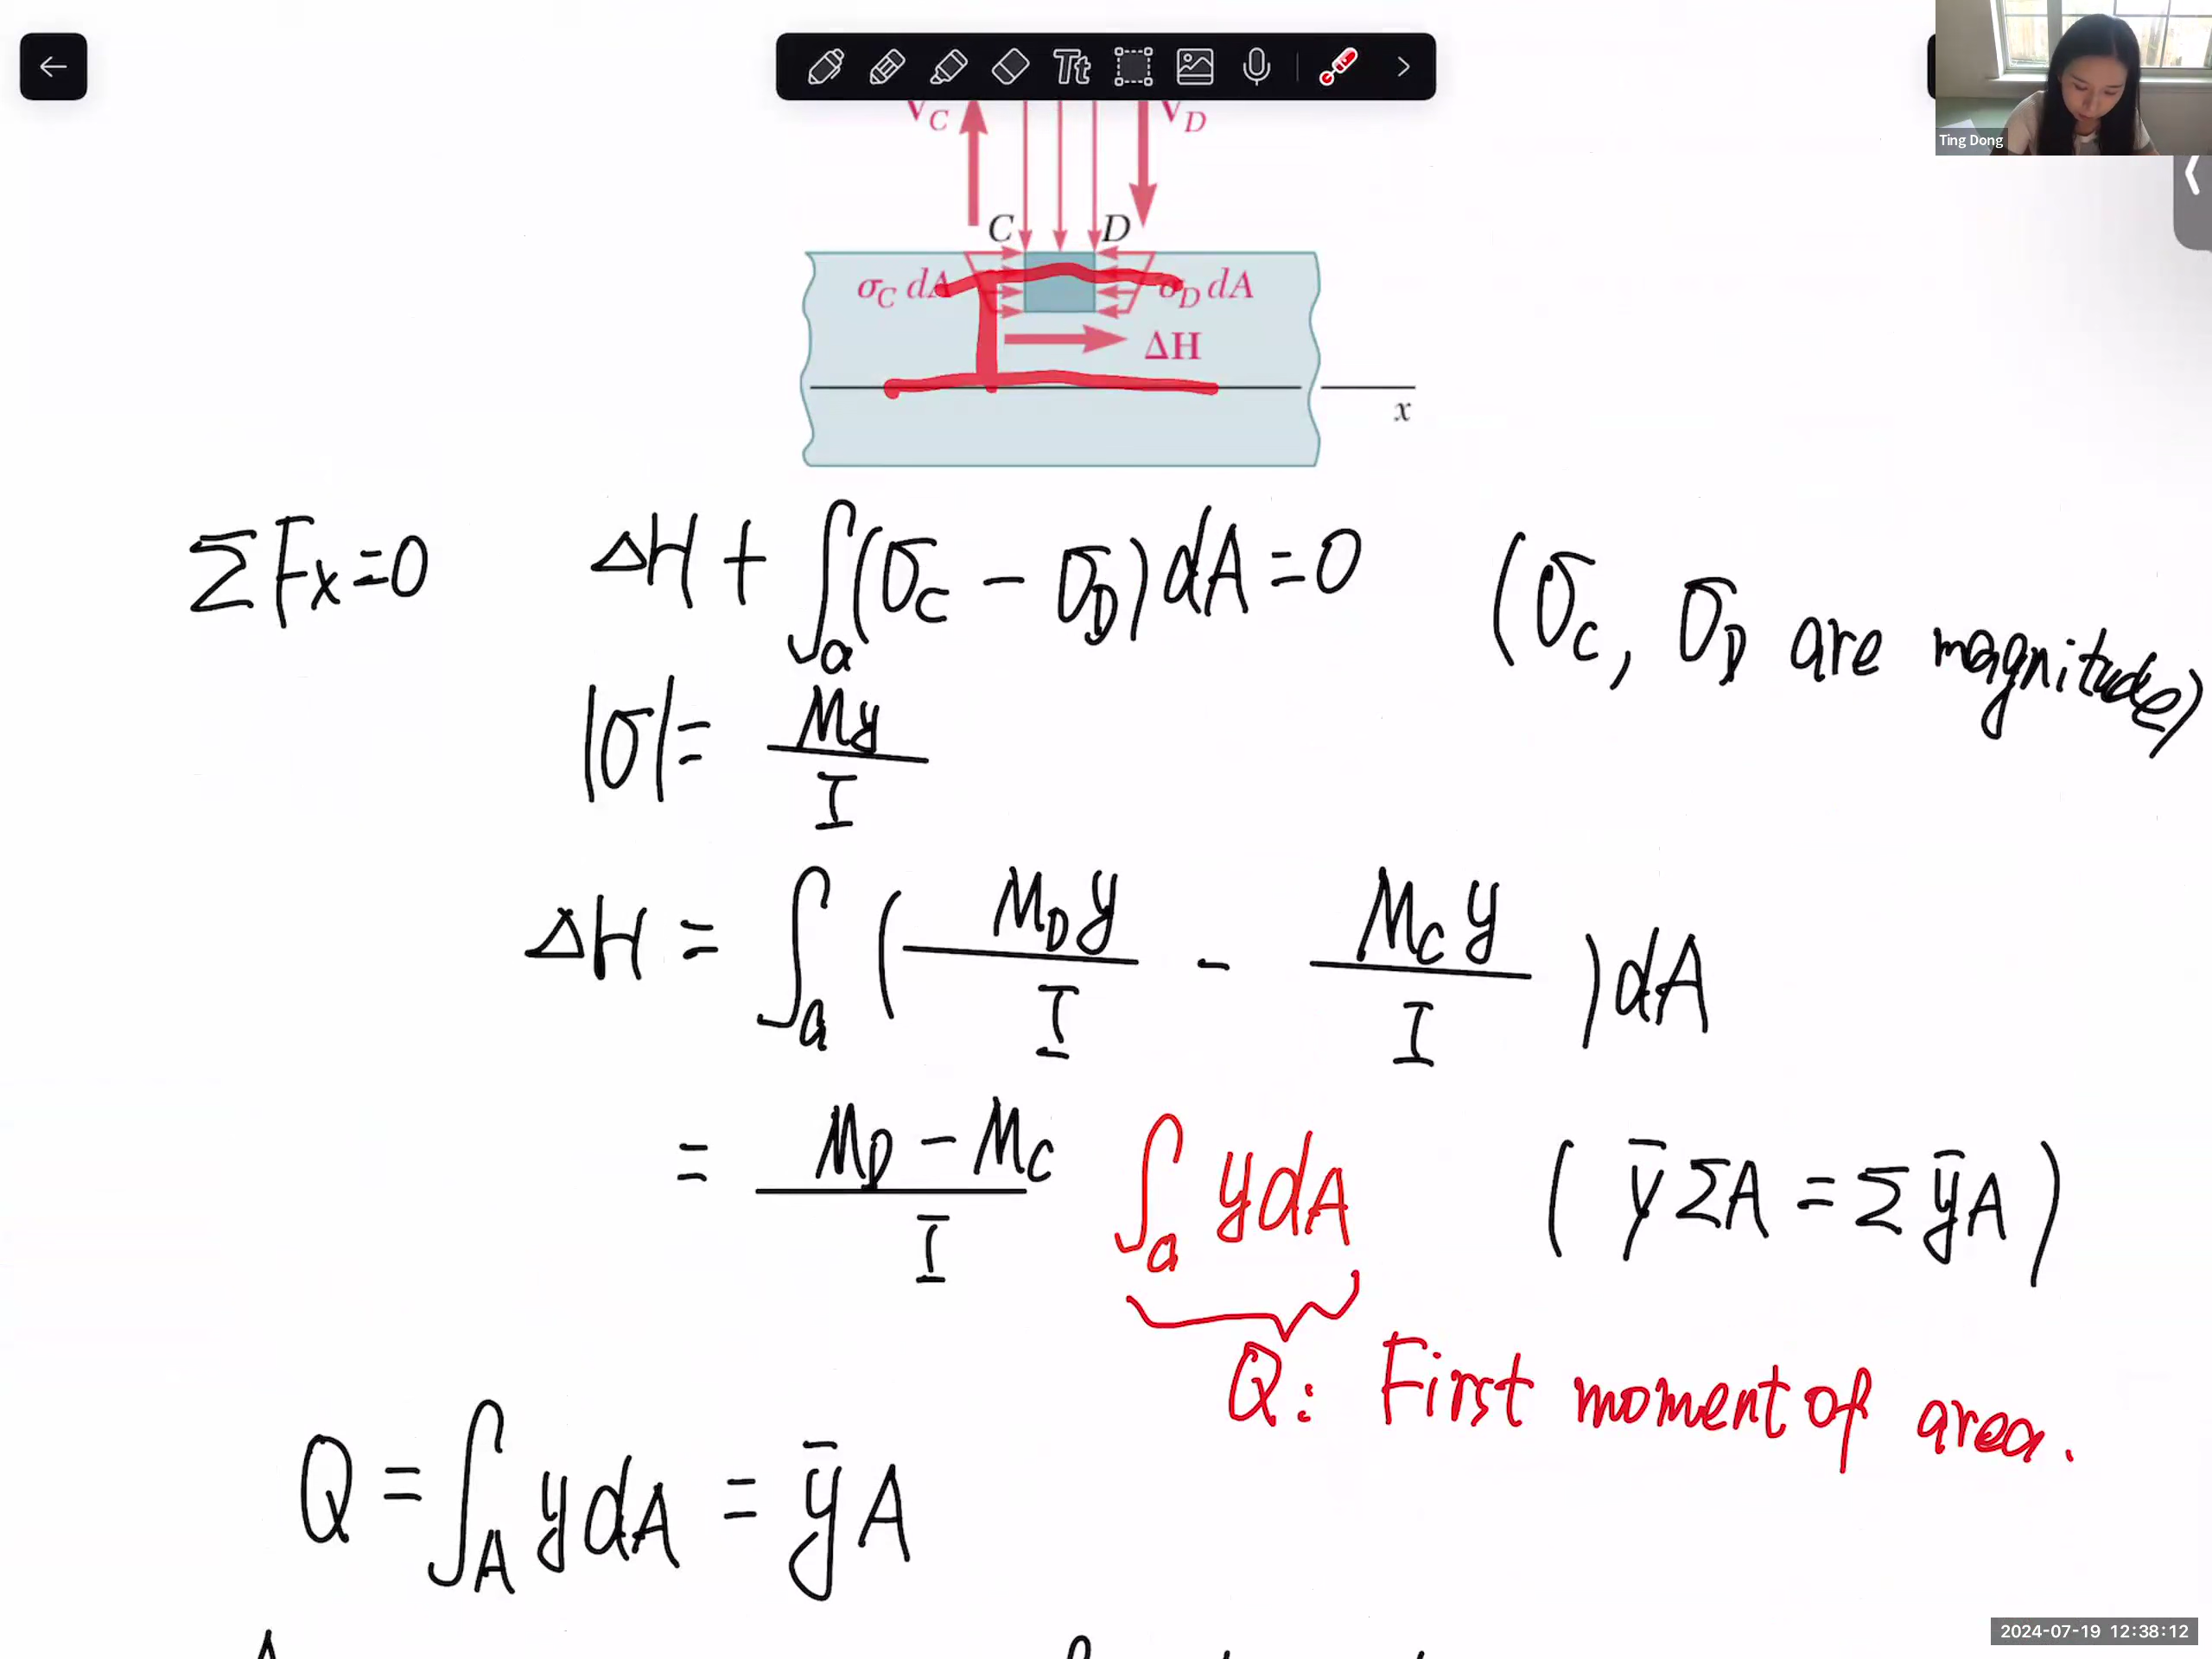 Tt
Ting Dong
V_C V_D
C D
σ_C dA σ_D dA
ΔH
x
ΣFx=0 ΔH + ∫_a (σ_C - σ_D) dA = 0 (σ_C, σ_D are magnitude)
|σ| = My / I
ΔH = ∫_a ( M_D y / I - M_C y / I ) dA
= M_D - M_C / I ∫_a y dA ( ȳ ΣA = Σ ȳA )
Q: First moment of area.
Q = ∫_A y dA = ȳ A
2024-07-19 12:38:12